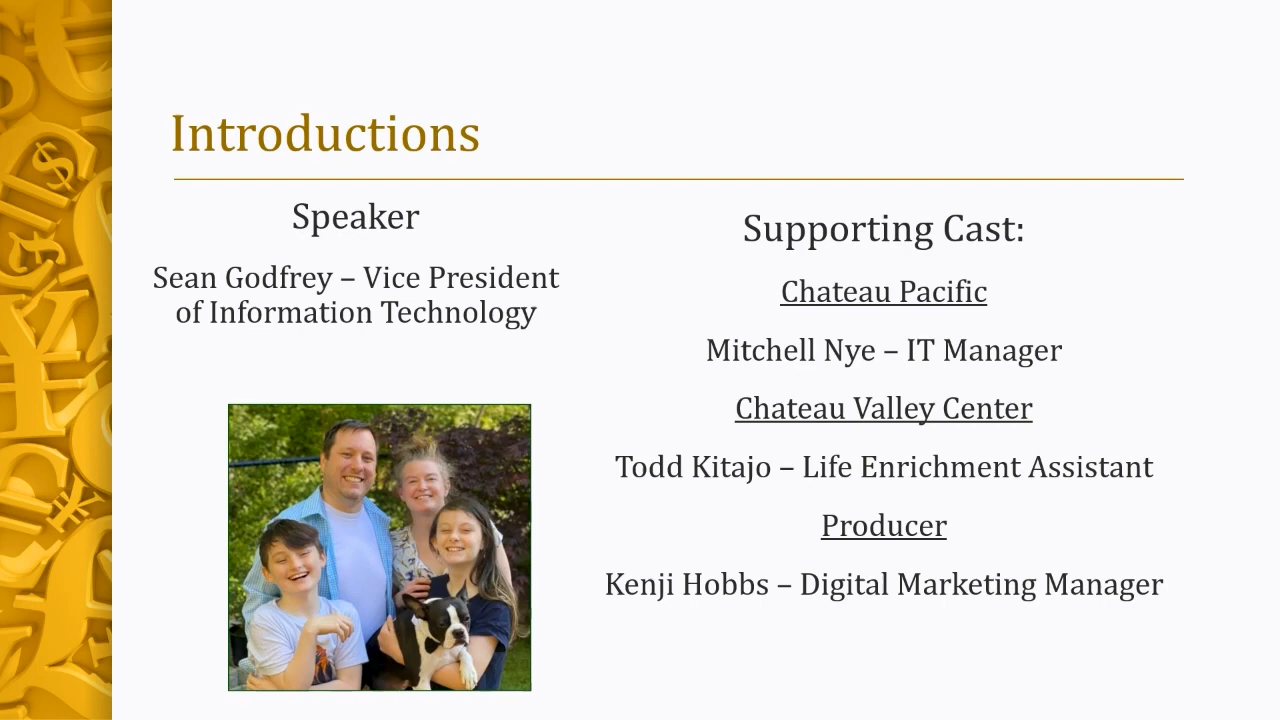 Introductions
Speaker
Sean Godfrey – Vice President
of Information Technology
Supporting Cast:
Chateau Pacific
Mitchell Nye – IT Manager
Chateau Valley Center
Todd Kitajo – Life Enrichment Assistant
Producer
Kenji Hobbs – Digital Marketing Manager